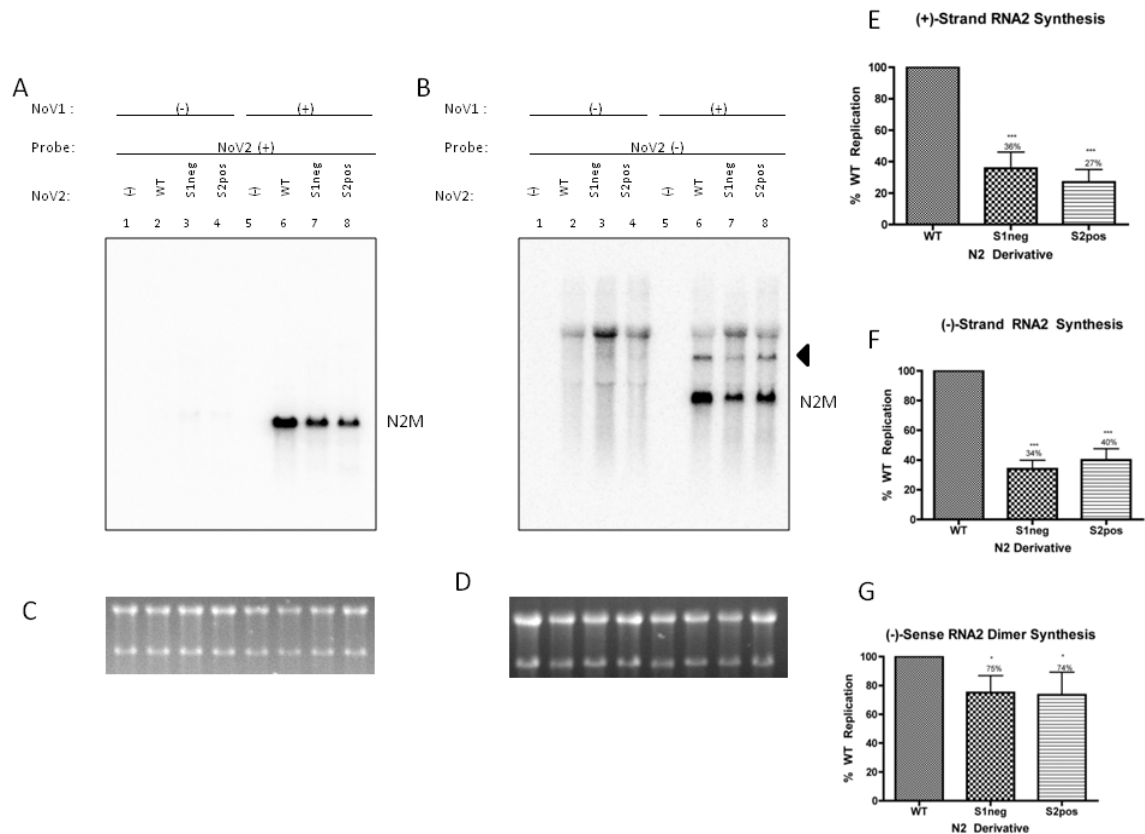 A
NoV1 : (-) (+)
Probe: NoV2 (+)
NoV2: (-) WT S1neg S2pos (-) WT S1neg S2pos
1 2 3 4 5 6 7 8
N2M
B
NoV1 : (-) (+)
Probe: NoV2 (-)
NoV2: (-) WT S1neg S2pos (-) WT S1neg S2pos
1 2 3 4 5 6 7 8
N2M
C
D
E
(+)-Strand RNA2 Synthesis
% WT Replication
100
80
60
40
20
0
***
36%
***
27%
WT S1neg S2pos
N2 Derivative
F
(-)-Strand RNA2 Synthesis
% WT Replication
100
80
60
40
20
0
***
34%
***
40%
WT S1neg S2pos
N2 Derivative
G
(-)-Sense RNA2 Dimer Synthesis
% WT Replication
100
80
60
40
20
0
*
75%
*
74%
WT S1neg S2pos
N2 Derivative